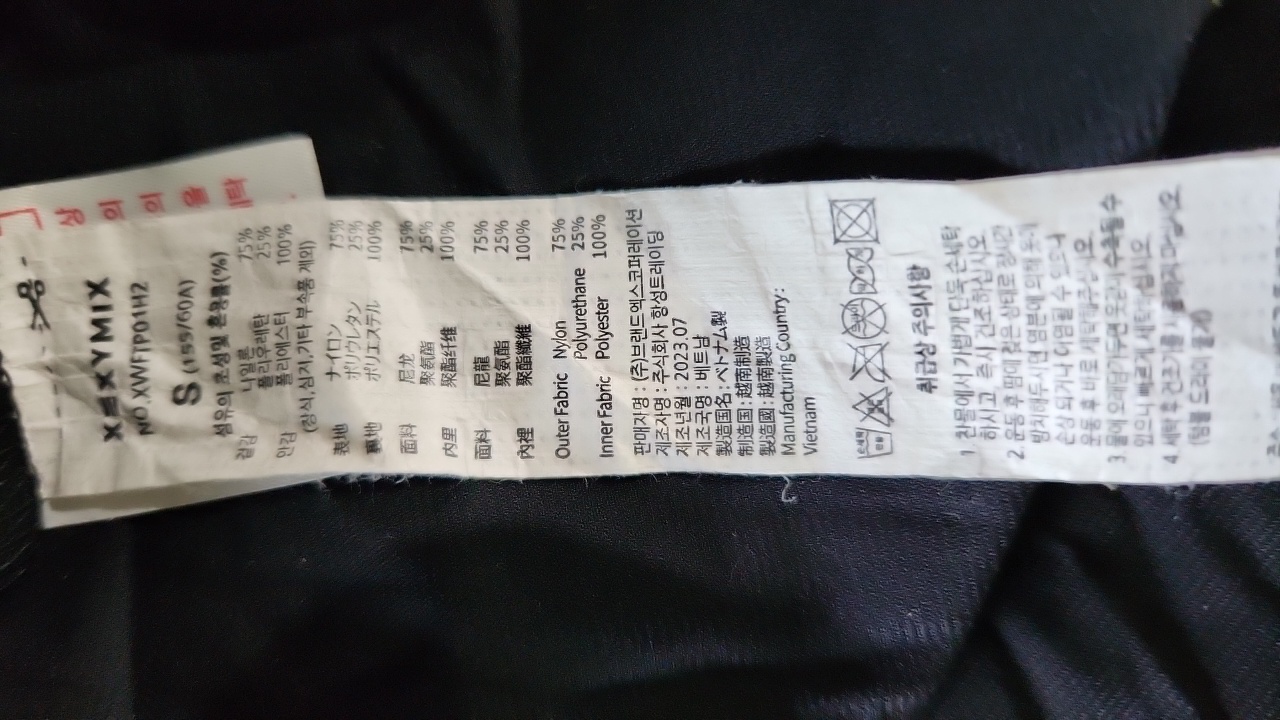 XEXYMIX
NO.XWFTP01H2
S (155/60A)
섬유의 조성및 혼용률(%)
겉감 나일론 75%
폴리우레탄 25%
안감 폴리에스터 100%
(장식,심지,기타 부속품 제외)
表地 ナイロン 75%
ポリウレタン 25%
裏地 ポリエステル 100%
面料 尼龙 75%
聚氨酯 25%
内里 聚酯纤维 100%
面料 尼龍 75%
聚氨酯 25%
內裡 聚酯纖維 100%
Outer Fabric Nylon 75%
Polyurethane 25%
Inner Fabric Polyester 100%
판매자명 : (주)브랜드엑스코퍼레이션
제조자명 : 주식회사 항성트레이딩
제조년월 : 2023.07
제조국명 : 베트남
製造国名 : ベトナム製
制造国 : 越南制造
製造國 : 越南製造
Manufacturing Country:
Vietnam
취급상 주의사항
1. 찬물에서 가볍게 단독 손세탁
하시고 즉시 건조하십시오
2. 운동 후 땀에 젖은 상태로 장시간
방치해두시면 염분에 의해 옷이
손상 되거나 이염될 수 있으니
운동 후 바로 세탁해주십시오
3. 물에 오래 담가두면 옷감이 수축될 수
있으니 빠르게 세탁하십시오
4. 세탁 후 건조기를 사용하지 마십시오
상
의
의
올